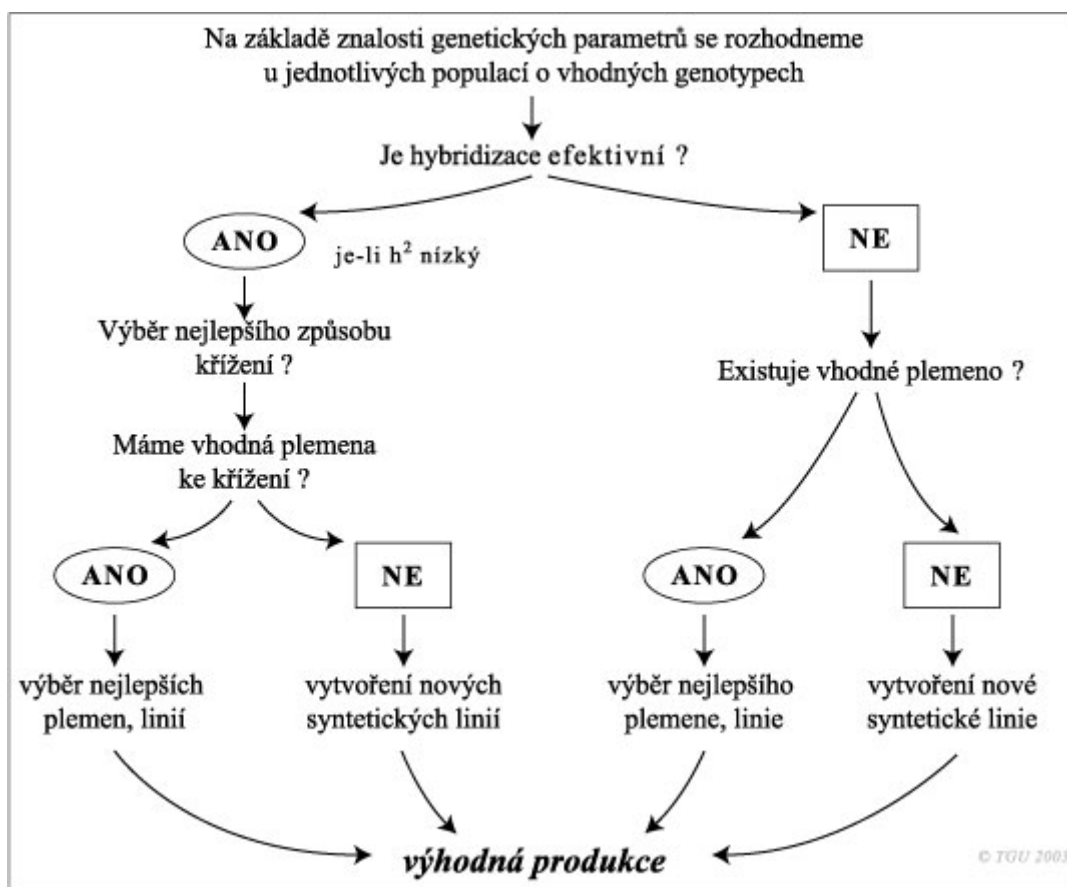 Na základě znalosti genetických parametrů se rozhodneme
u jednotlivých populací o vhodných genotypech
Je hybridizace efektivní ?
ANO
je-li h² nízký
NE
Výběr nejlepšího způsobu
křížení ?
Existuje vhodné plemeno ?
Máme vhodná plemena
ke křížení ?
ANO
NE
ANO
NE
výběr nejlepších
plemen, linií
vytvoření nových
syntetických linií
výběr nejlepšího
plemene, linie
vytvoření nové
syntetické linie
výhodná produkce
© TGU 2003